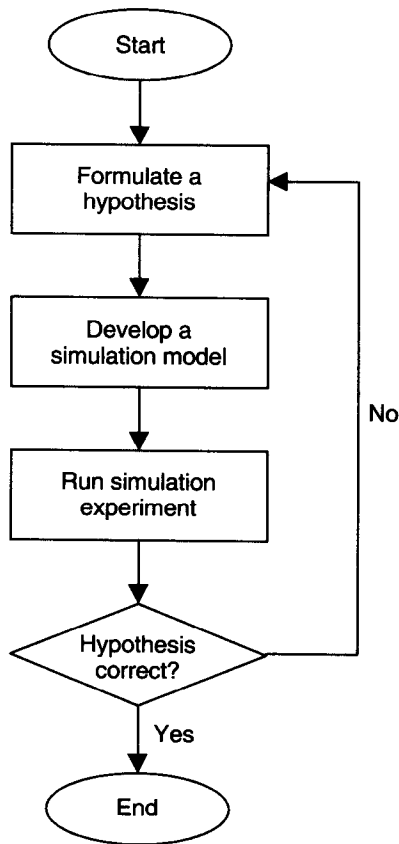 Start
Formulate a
hypothesis
Develop a
simulation model
No
Run simulation
experiment
Hypothesis
correct?
Yes
End